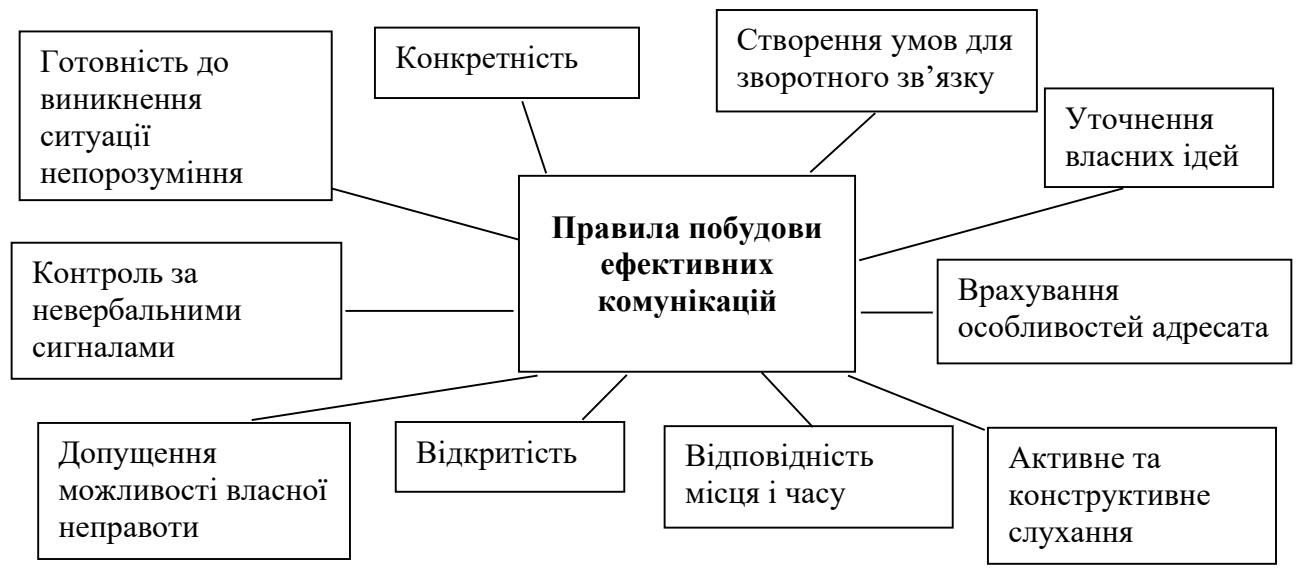 Готовність до
виникнення
ситуації
непорозуміння
Конкретність
Створення умов для
зворотного зв’язку
Уточнення
власних ідей
Правила побудови
ефективних
комунікацій
Контроль за
невербальними
сигналами
Врахування
особливостей адресата
Допущення
можливості власної
неправоти
Відкритість
Відповідність
місця і часу
Активне та
конструктивне
слухання